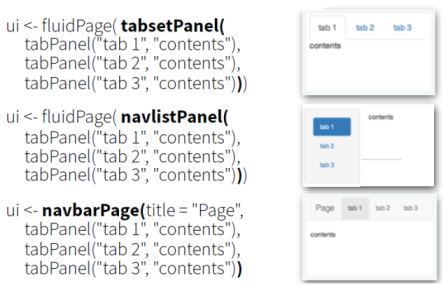 ui <- fluidPage( tabsetPanel(
tabPanel("tab 1", "contents"),
tabPanel("tab 2", "contents"),
tabPanel("tab 3", "contents")))
tab 1 tab 2 tab 3
contents
ui <- fluidPage( navlistPanel(
tabPanel("tab 1", "contents"),
tabPanel("tab 2", "contents"),
tabPanel("tab 3", "contents")))
tab 1 contents
tab 2
tab 3
ui <- navbarPage(title = "Page",
tabPanel("tab 1", "contents"),
tabPanel("tab 2", "contents"),
tabPanel("tab 3", "contents"))
Page tab 1 tab 2 tab 3
contents